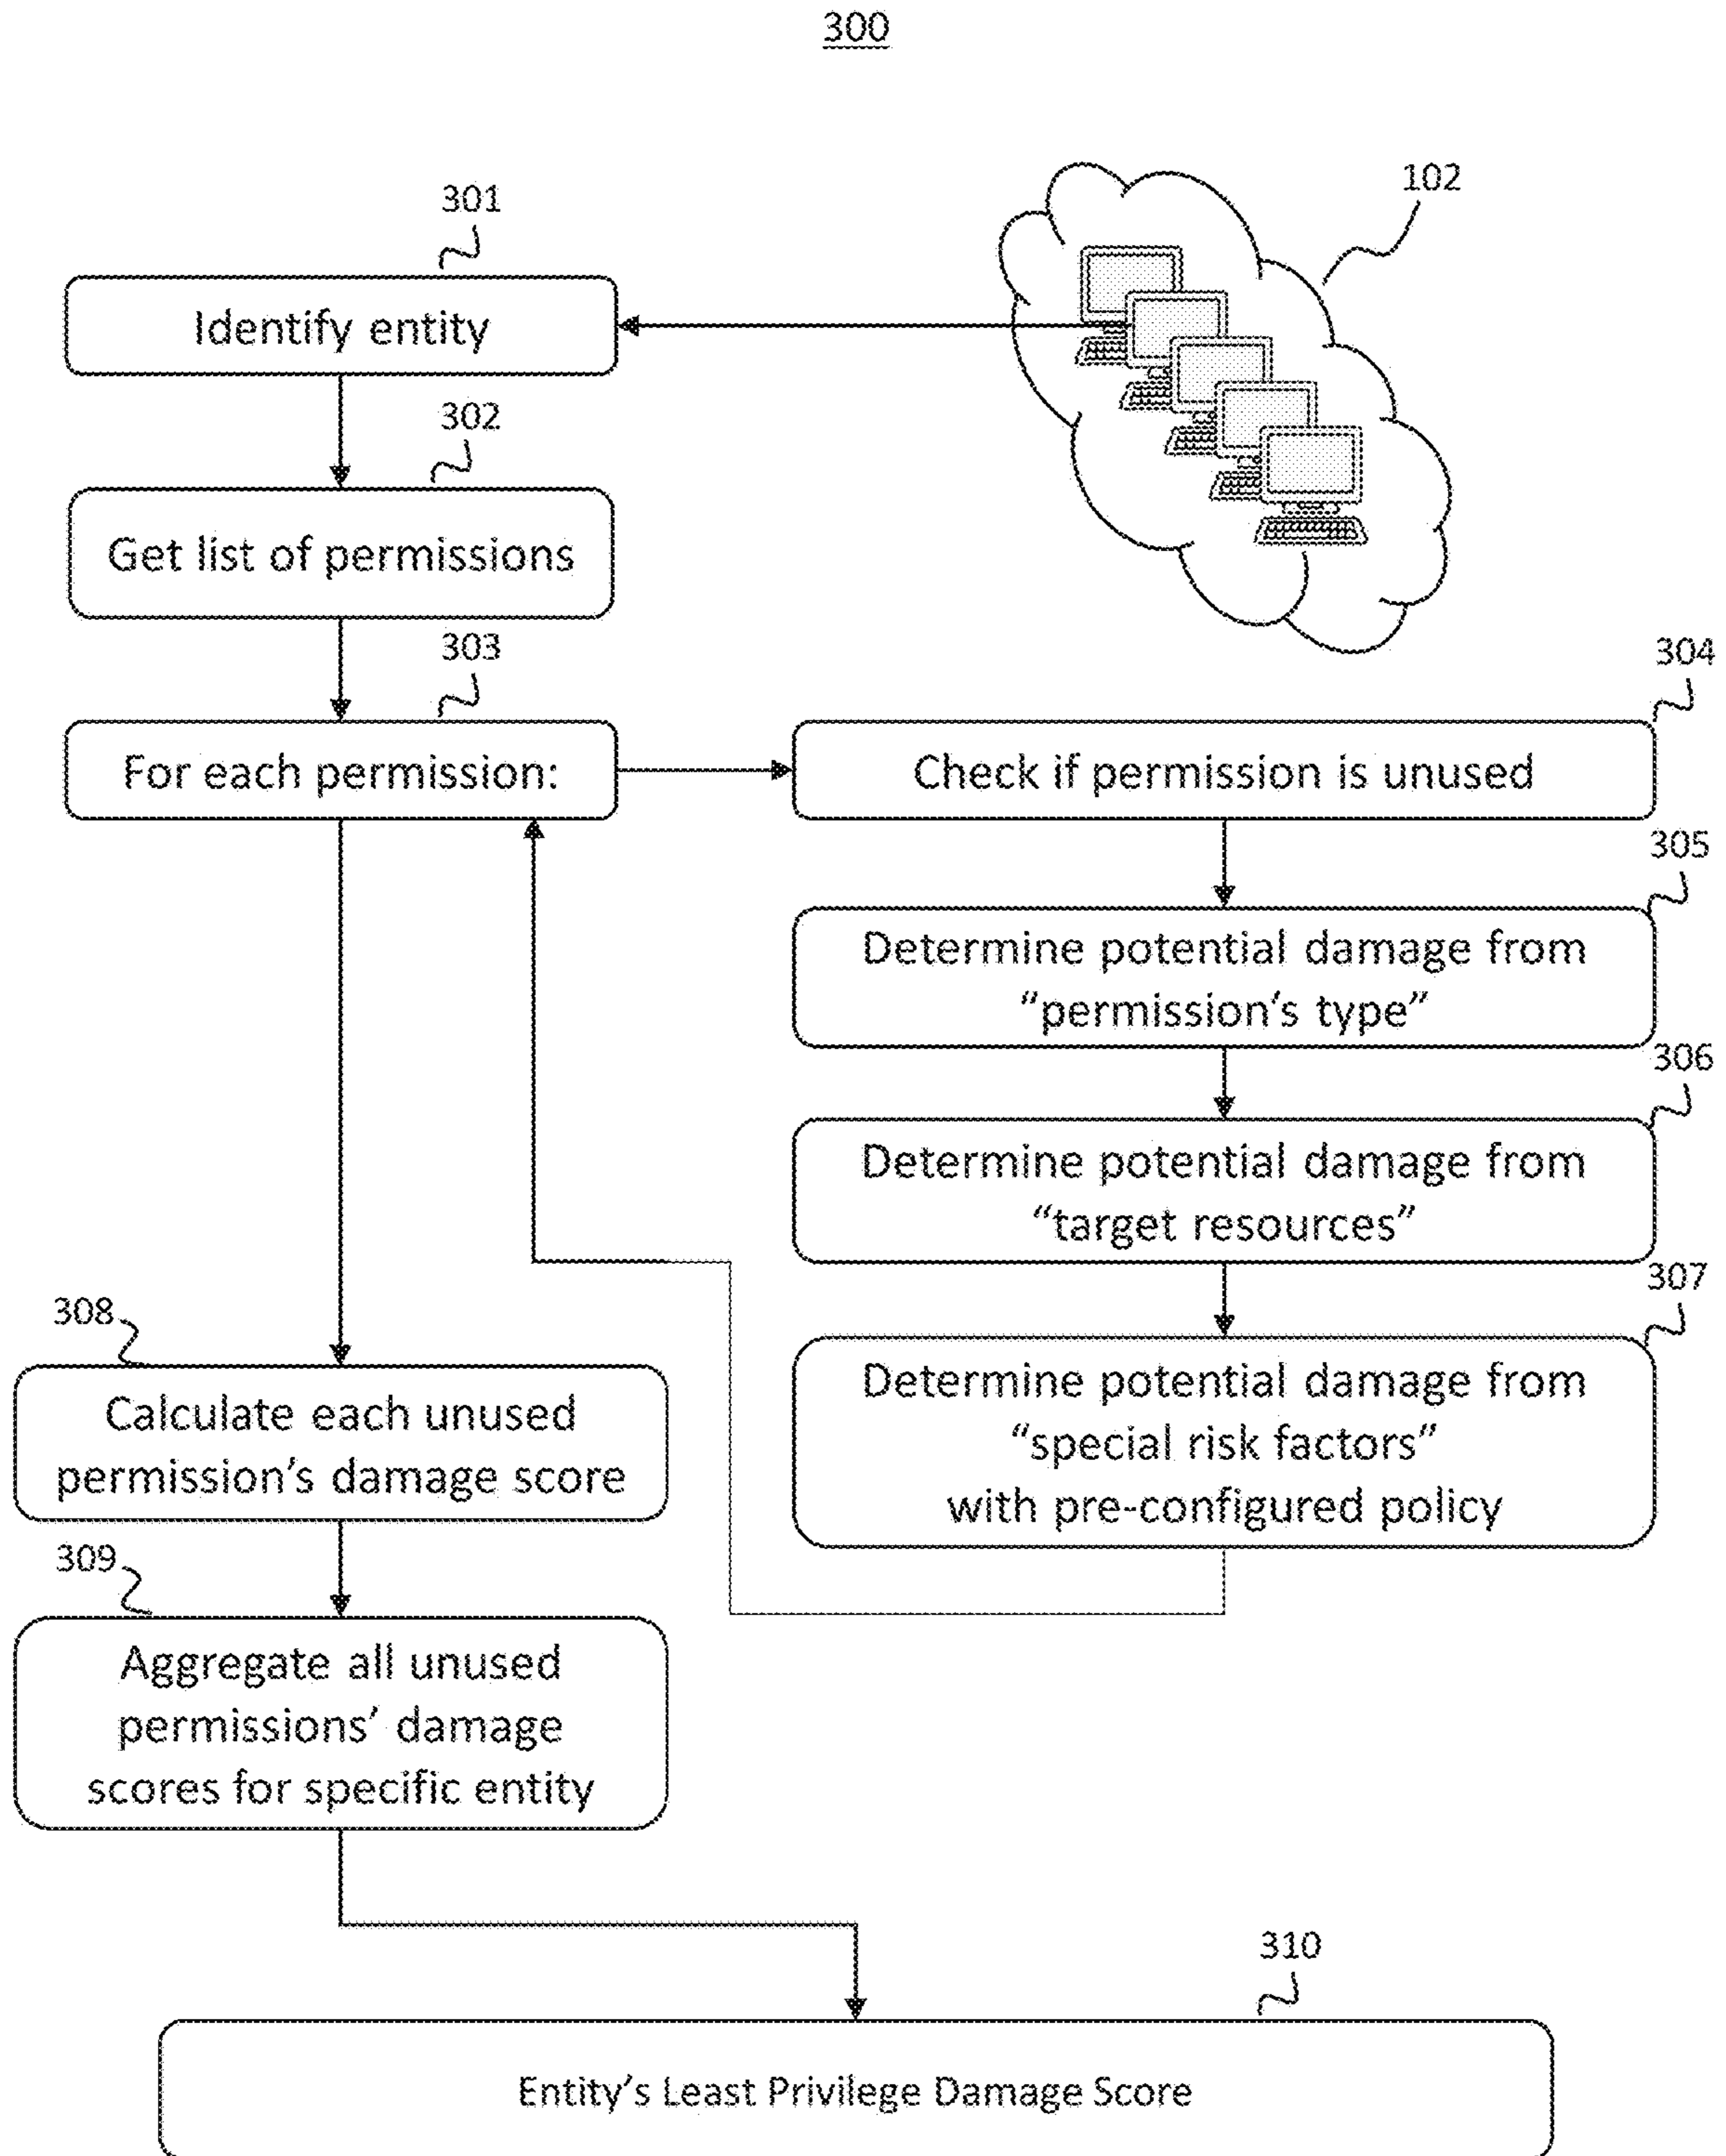 300
102
301
Identify entity
302
Get list of permissions
303
For each permission:
304
Check if permission is unused
305
Determine potential damage from
“permission’s type”
306
Determine potential damage from
“target resources”
307
Determine potential damage from
“special risk factors”
with pre-configured policy
308
Calculate each unused
permission’s damage score
309
Aggregate all unused
permissions’ damage
scores for specific entity
310
Entity’s Least Privilege Damage Score